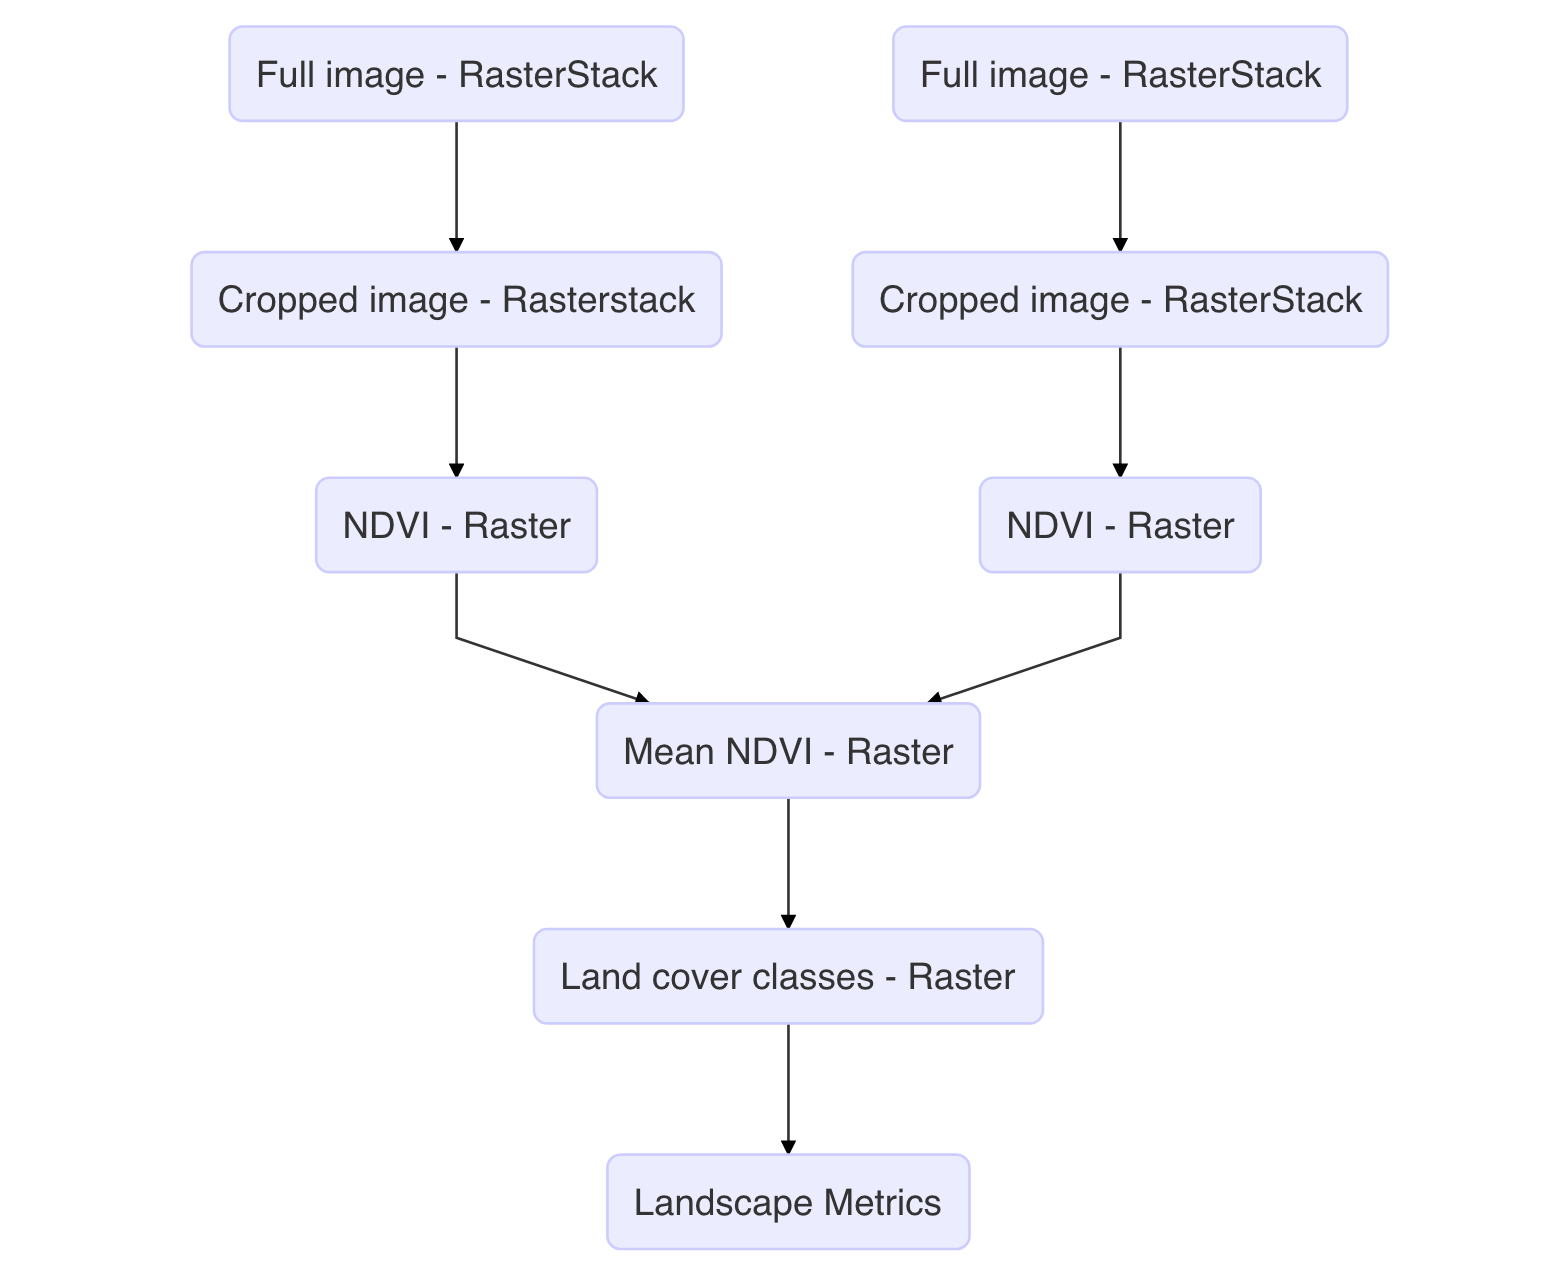 Full image - RasterStack
Full image - RasterStack
Cropped image - Rasterstack
Cropped image - RasterStack
NDVI - Raster
NDVI - Raster
Mean NDVI - Raster
Land cover classes - Raster
Landscape Metrics